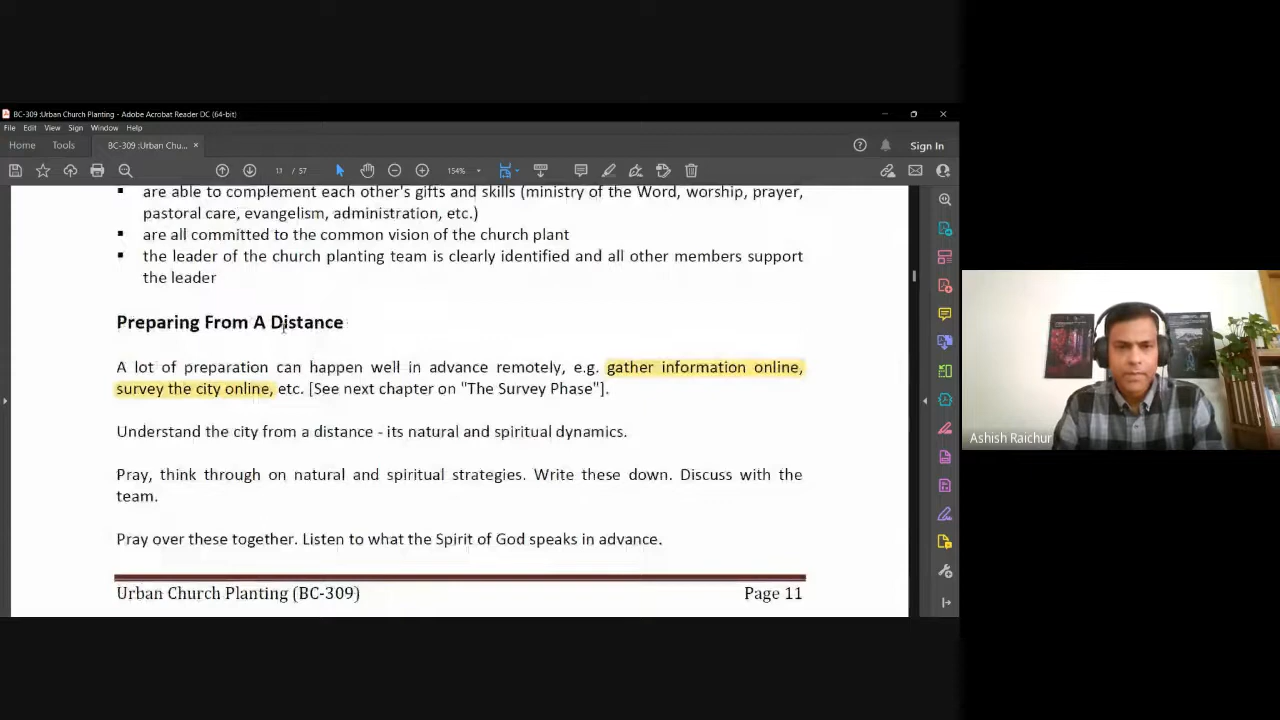 BC-309 :Urban Church Planting - Adobe Acrobat Reader DC (64-bit)
File Edit View Sign Window Help
Home Tools BC-309 :Urban Chu... × Sign In
11 / 57 154%
are able to complement each other's gifts and skills (ministry of the Word, worship, prayer,
pastoral care, evangelism, administration, etc.)
are all committed to the common vision of the church plant
the leader of the church planting team is clearly identified and all other members support
the leader
Preparing From A Distance
A lot of preparation can happen well in advance remotely, e.g. gather information online,
survey the city online, etc. [See next chapter on "The Survey Phase"].
Understand the city from a distance - its natural and spiritual dynamics.
Pray, think through on natural and spiritual strategies. Write these down. Discuss with the
team.
Pray over these together. Listen to what the Spirit of God speaks in advance.
Urban Church Planting (BC-309) Page 11
Ashish Raichur